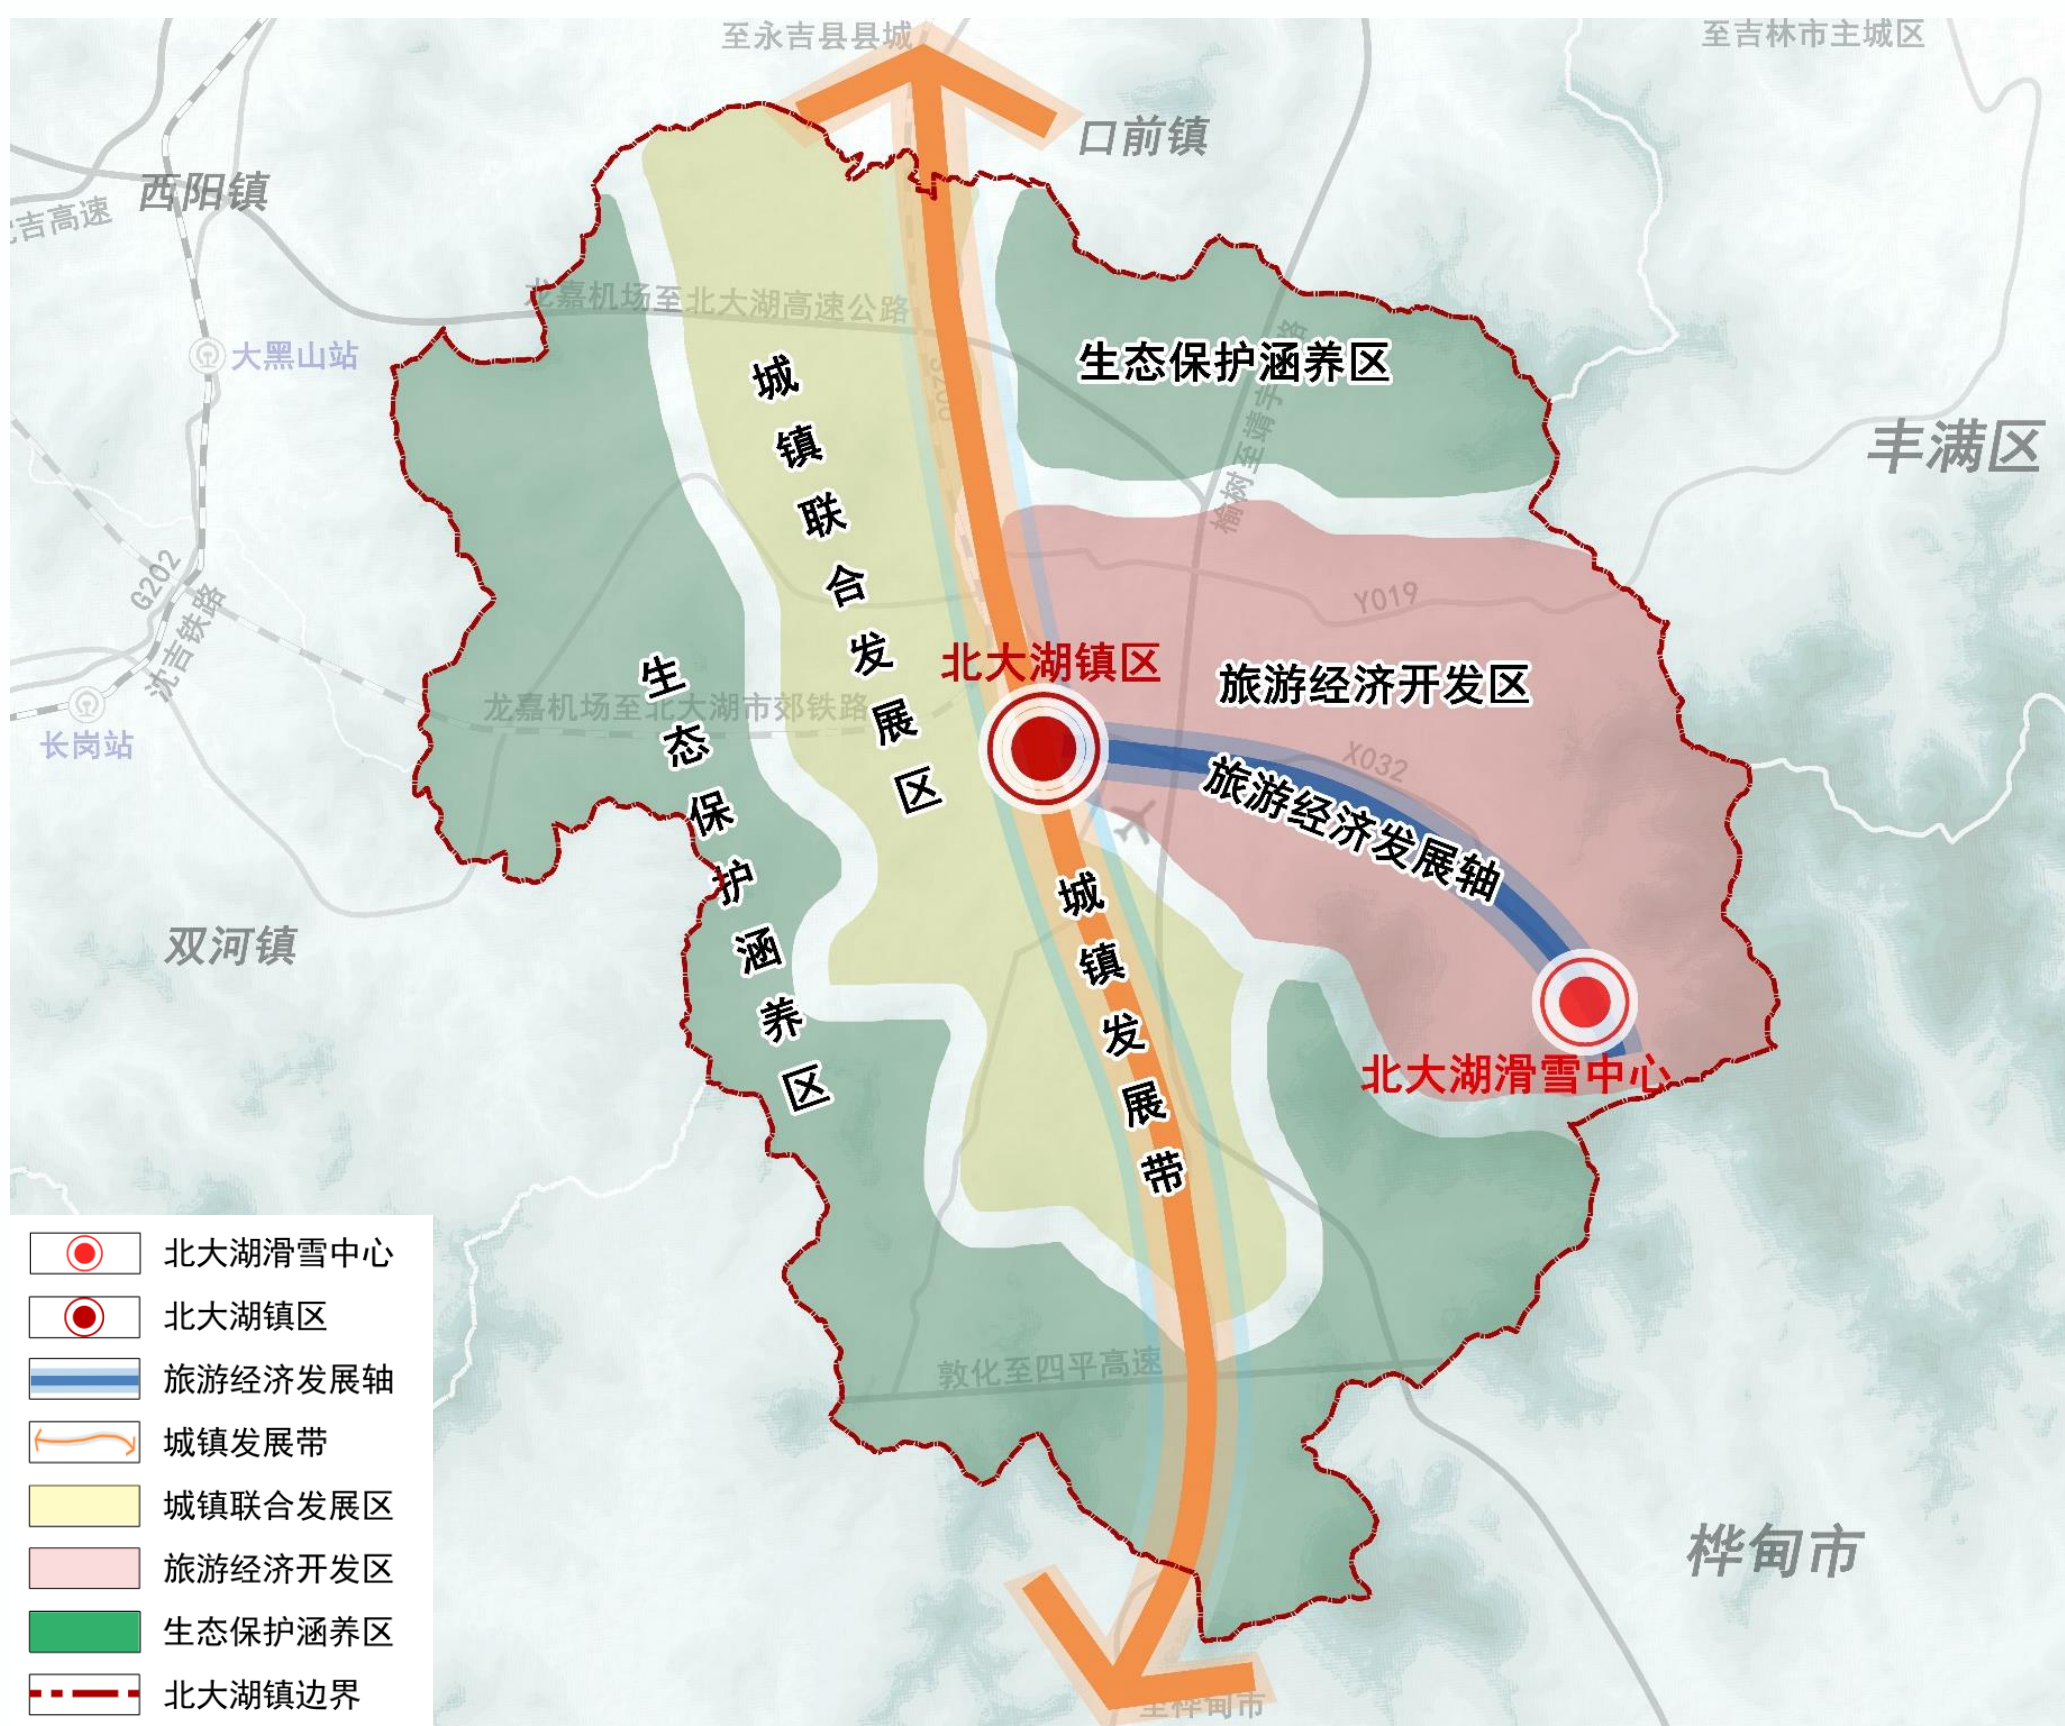 至永吉县县城
至吉林市主城区
口前镇
西阳镇
吉高速
龙嘉机场至北大湖高速公路
大黑山站
生态保护涵养区
城镇联合发展区
丰满区
G202
沈吉铁路
Y019
生态保护涵养区
北大湖镇区
旅游经济开发区
龙嘉机场至北大湖市郊铁路
长岗站
X032
旅游经济发展轴
城镇发展带
双河镇
北大湖滑雪中心
敦化至四平高速
桦甸市
至桦甸市
北大湖滑雪中心
北大湖镇区
旅游经济发展轴
城镇发展带
城镇联合发展区
旅游经济开发区
生态保护涵养区
北大湖镇边界